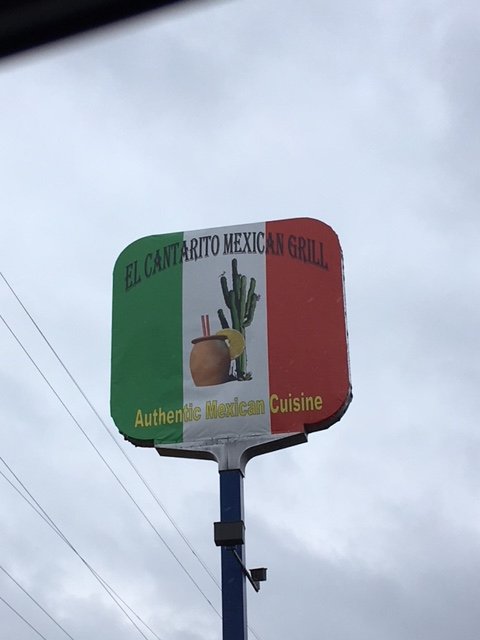 EL CANTARITO MEXICAN GRILL
Authentic Mexican Cuisine